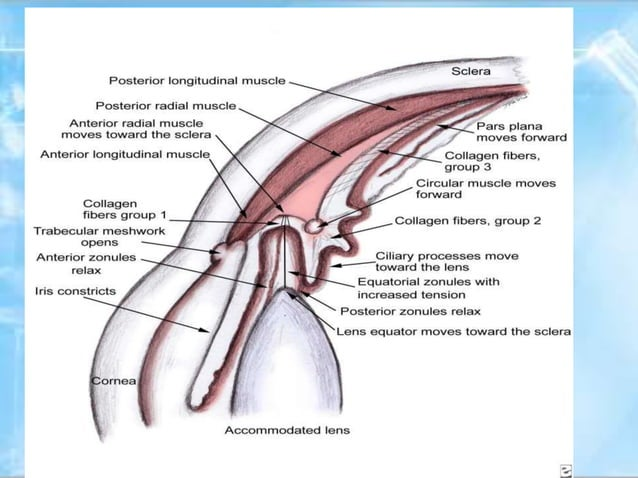 Sclera
Posterior longitudinal muscle
Posterior radial muscle
Anterior radial muscle
moves toward the sclera
Anterior longitudinal muscle
Pars plana
moves forward
Collagen fibers,
group 3
Circular muscle moves
forward
Collagen
fibers group 1
Collagen fibers, group 2
Trabecular meshwork
opens
Anterior zonules
relax
Ciliary processes move
toward the lens
Equatorial zonules with
increased tension
Iris constricts
Posterior zonules relax
Lens equator moves toward the sclera
Cornea
Accommodated lens